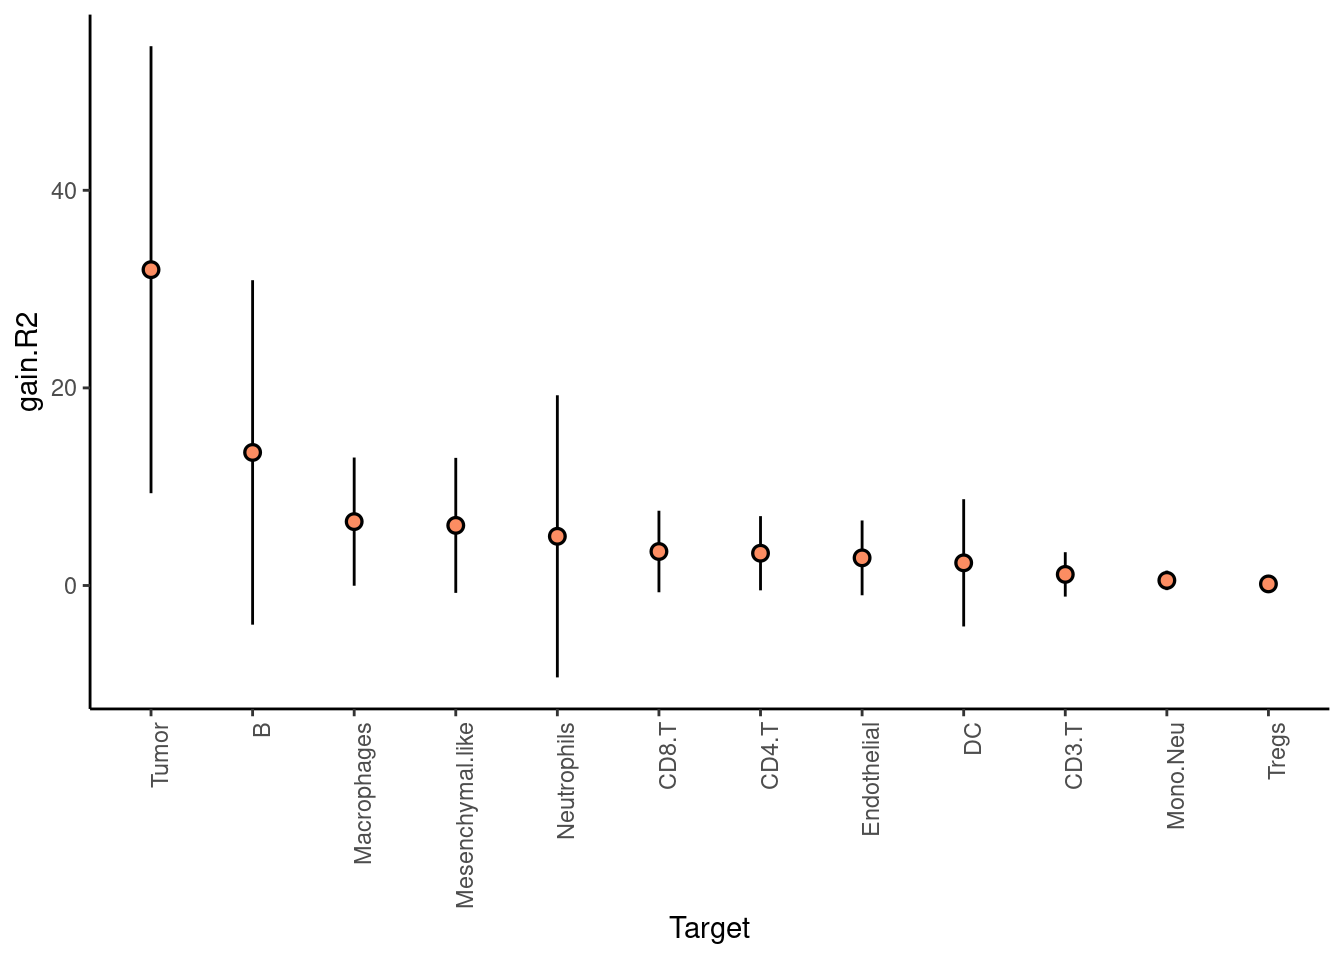 gain.R2
40
20
0
Tumor
B
Macrophages
Mesenchymal.like
Neutrophils
CD8.T
CD4.T
Endothelial
DC
CD3.T
Mono.Neu
Tregs
Target